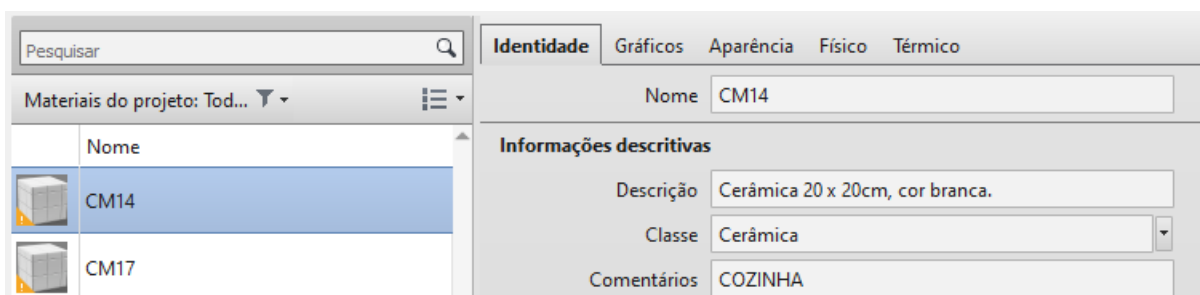 Pesquisar
Materiais do projeto: Tod...
Nome
CM14
CM17
Identidade Gráficos Aparência Físico Térmico
Nome CM14
Informações descritivas
Descrição Cerâmica 20 x 20cm, cor branca.
Classe Cerâmica
Comentários COZINHA